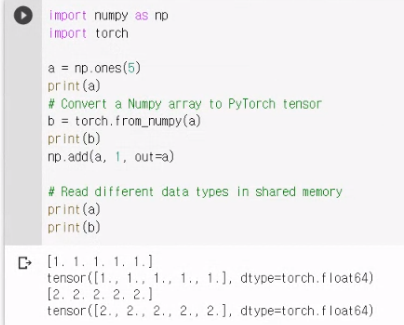 import numpy as np
import torch
a = np.ones(5)
print(a)
# Convert a Numpy array to PyTorch tensor
b = torch.from_numpy(a)
print(b)
np.add(a, 1, out=a)
# Read different data types in shared memory
print(a)
print(b)
[1. 1. 1. 1. 1.]
tensor([1., 1., 1., 1., 1.], dtype=torch.float64)
[2. 2. 2. 2. 2.]
tensor([2., 2., 2., 2., 2.], dtype=torch.float64)